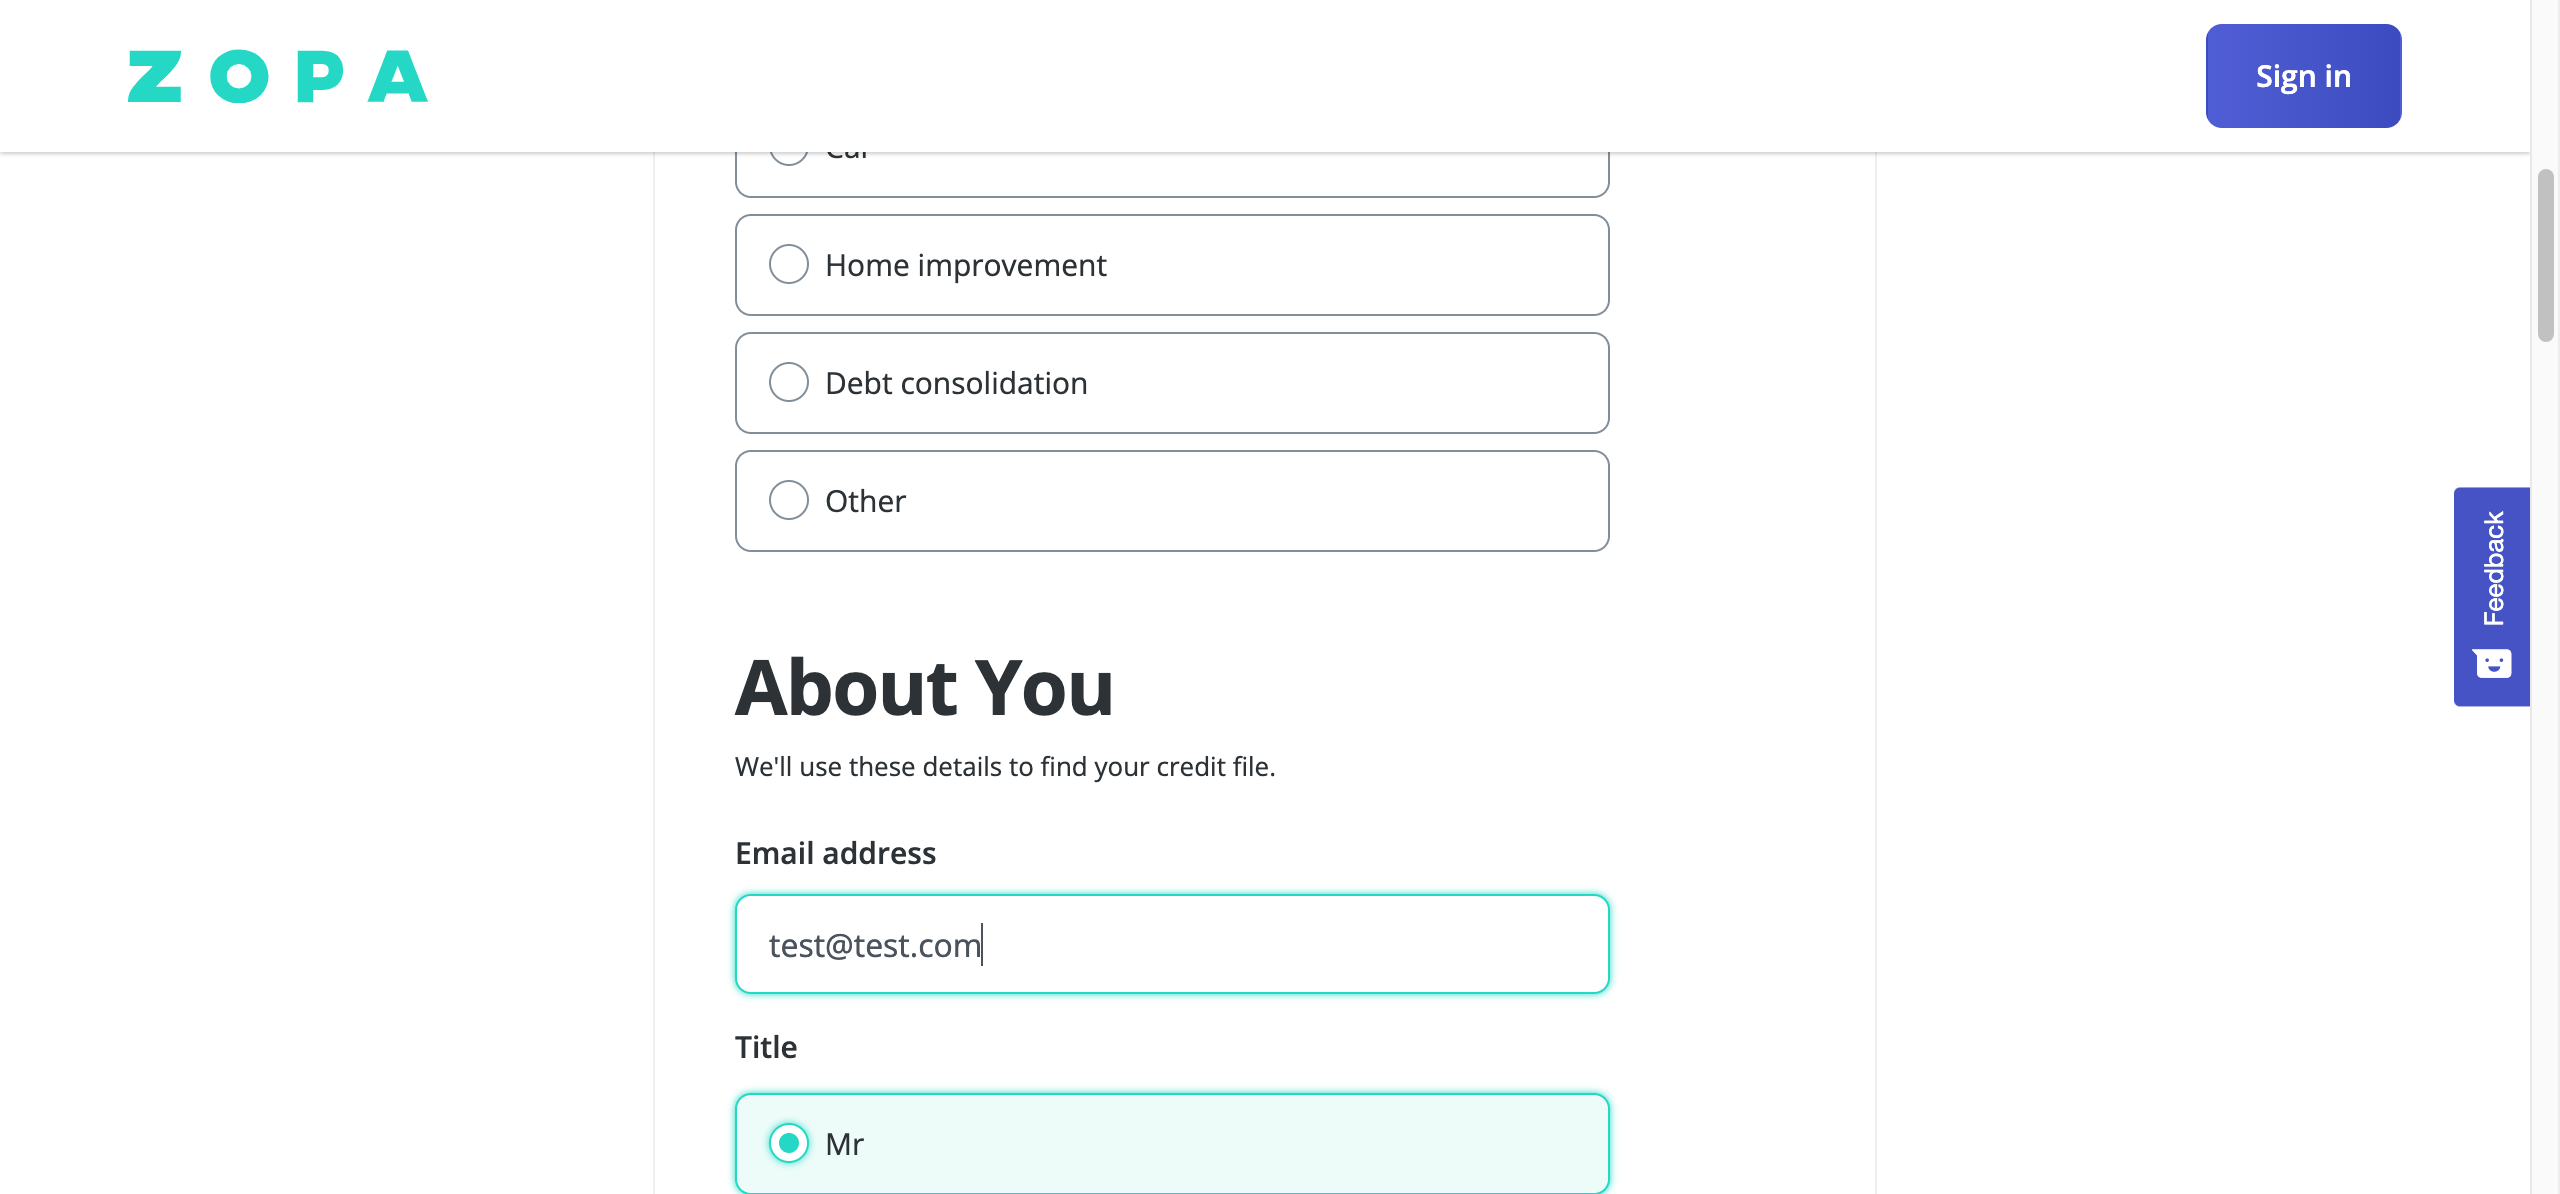 ZOPA
Sign in
Car
Home improvement
Debt consolidation
Other
About You
We'll use these details to find your credit file.
Email address
test@test.com
Title
Mr
Feedback